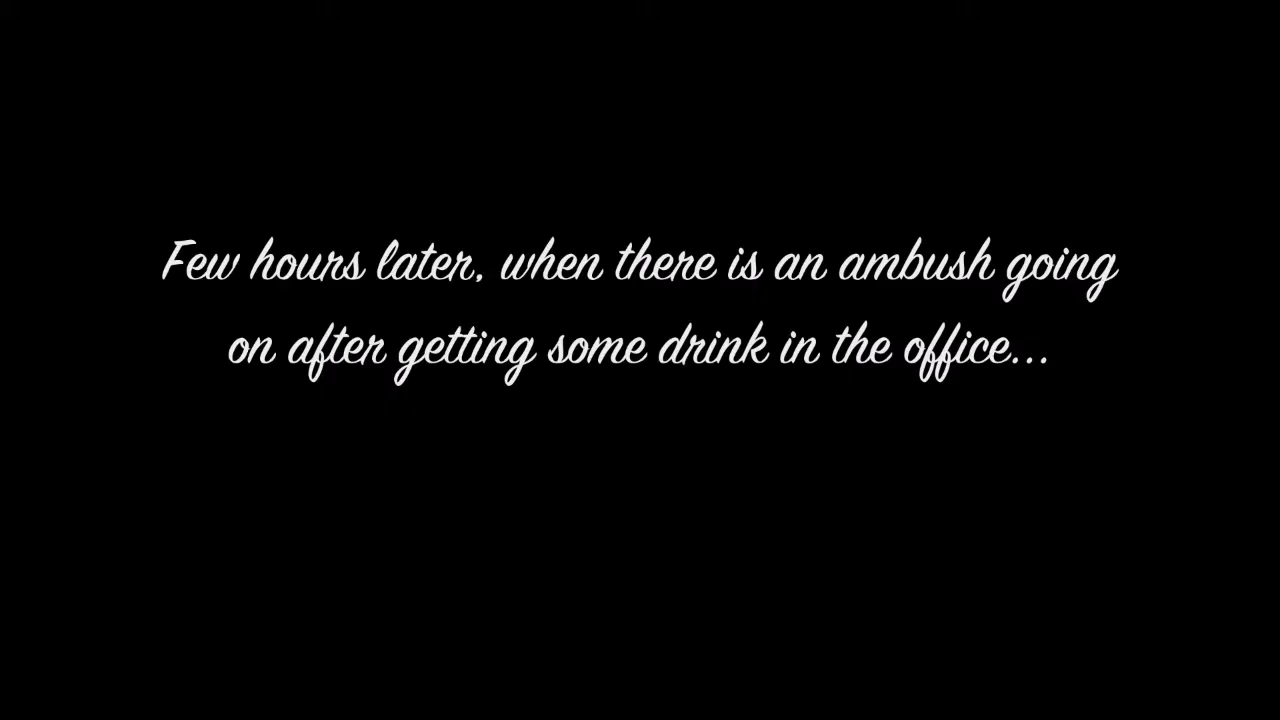 Few hours later, when there is an ambush going
on after getting some drink in the office...